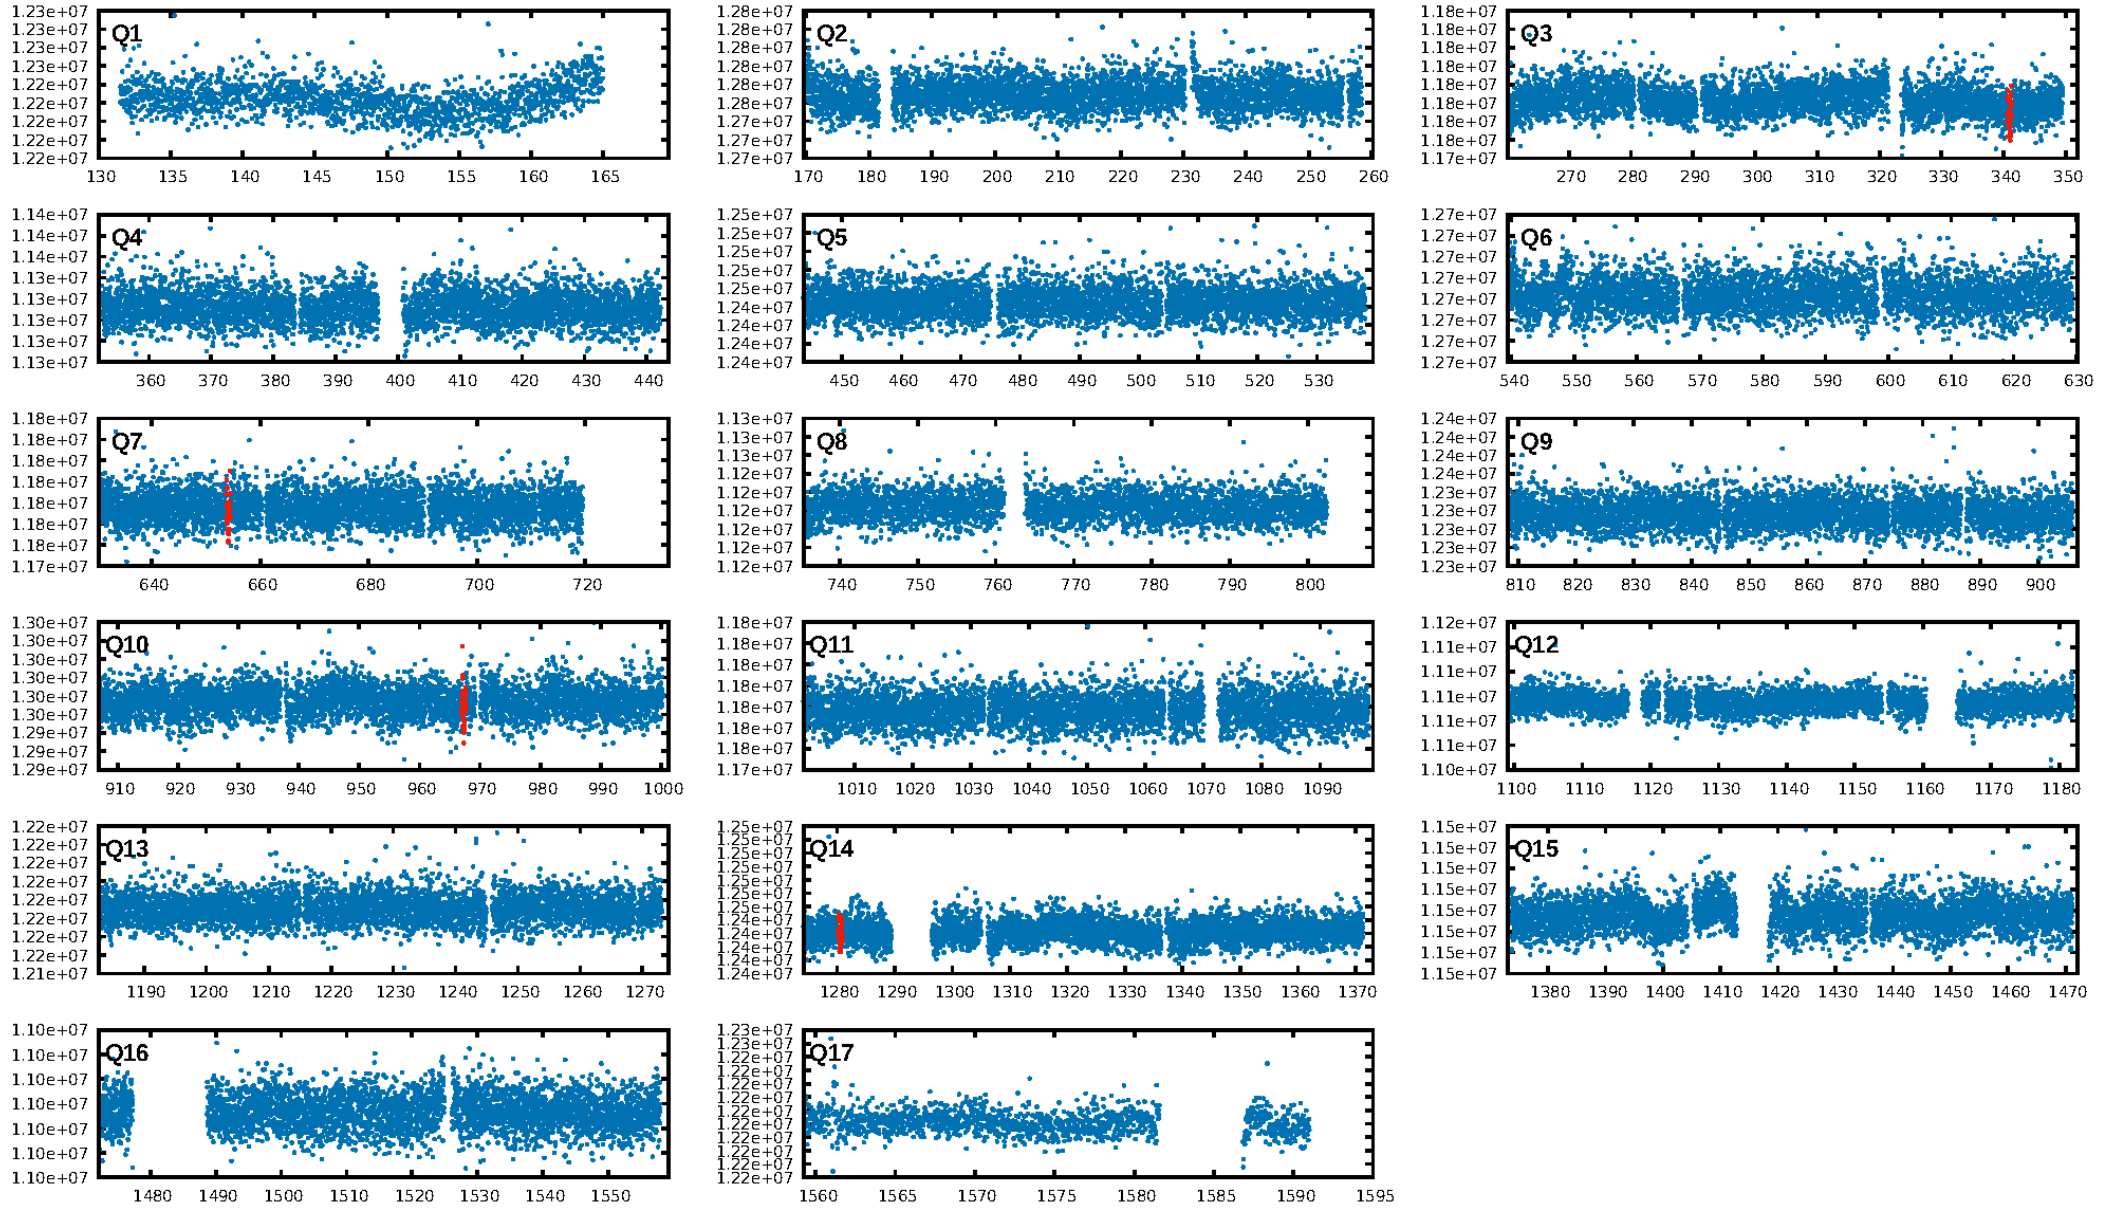 Q1
1.23e+07
1.23e+07
1.23e+07
1.22e+07
1.22e+07
1.22e+07
1.22e+07
1.22e+07
1.22e+07
130 135 140 145 150 155 160 165
Q2
1.28e+07
1.28e+07
1.28e+07
1.28e+07
1.28e+07
1.28e+07
1.27e+07
1.27e+07
1.27e+07
170 180 190 200 210 220 230 240 250 260
Q3
1.18e+07
1.18e+07
1.18e+07
1.18e+07
1.18e+07
1.18e+07
1.18e+07
1.18e+07
1.17e+07
270 280 290 300 310 320 330 340 350
Q4
1.14e+07
1.14e+07
1.14e+07
1.13e+07
1.13e+07
1.13e+07
1.13e+07
1.13e+07
360 370 380 390 400 410 420 430 440
Q5
1.25e+07
1.25e+07
1.25e+07
1.25e+07
1.25e+07
1.24e+07
1.24e+07
1.24e+07
1.24e+07
450 460 470 480 490 500 510 520 530
Q6
1.27e+07
1.27e+07
1.27e+07
1.27e+07
1.27e+07
1.27e+07
1.27e+07
1.27e+07
540 550 560 570 580 590 600 610 620 630
Q7
1.18e+07
1.18e+07
1.18e+07
1.18e+07
1.18e+07
1.18e+07
1.18e+07
1.17e+07
640 660 680 700 720
Q8
1.13e+07
1.13e+07
1.13e+07
1.12e+07
1.12e+07
1.12e+07
1.12e+07
1.12e+07
1.12e+07
740 750 760 770 780 790 800
Q9
1.24e+07
1.24e+07
1.24e+07
1.24e+07
1.23e+07
1.23e+07
1.23e+07
1.23e+07
1.23e+07
810 820 830 840 850 860 870 880 890 900
Q10
1.30e+07
1.30e+07
1.30e+07
1.30e+07
1.30e+07
1.30e+07
1.29e+07
1.29e+07
1.29e+07
910 920 930 940 950 960 970 980 990 1000
Q11
1.18e+07
1.18e+07
1.18e+07
1.18e+07
1.18e+07
1.18e+07
1.18e+07
1.17e+07
1010 1020 1030 1040 1050 1060 1070 1080 1090
Q12
1.12e+07
1.11e+07
1.11e+07
1.11e+07
1.11e+07
1.11e+07
1.10e+07
1100 1110 1120 1130 1140 1150 1160 1170 1180
Q13
1.22e+07
1.22e+07
1.22e+07
1.22e+07
1.22e+07
1.22e+07
1.22e+07
1.22e+07
1.21e+07
1190 1200 1210 1220 1230 1240 1250 1260 1270
Q14
1.25e+07
1.25e+07
1.25e+07
1.25e+07
1.25e+07
1.25e+07
1.25e+07
1.24e+07
1.24e+07
1.24e+07
1.24e+07
1.24e+07
1280 1290 1300 1310 1320 1330 1340 1350 1360 1370
Q15
1.15e+07
1.15e+07
1.15e+07
1.15e+07
1.15e+07
1.15e+07
1.15e+07
1.15e+07
1380 1390 1400 1410 1420 1430 1440 1450 1460 1470
Q16
1.10e+07
1.10e+07
1.10e+07
1.10e+07
1.10e+07
1.10e+07
1.10e+07
1480 1490 1500 1510 1520 1530 1540 1550
Q17
1.23e+07
1.23e+07
1.22e+07
1.22e+07
1.22e+07
1.22e+07
1.22e+07
1.22e+07
1.22e+07
1.22e+07
1.22e+07
1.22e+07
1560 1565 1570 1575 1580 1585 1590 1595